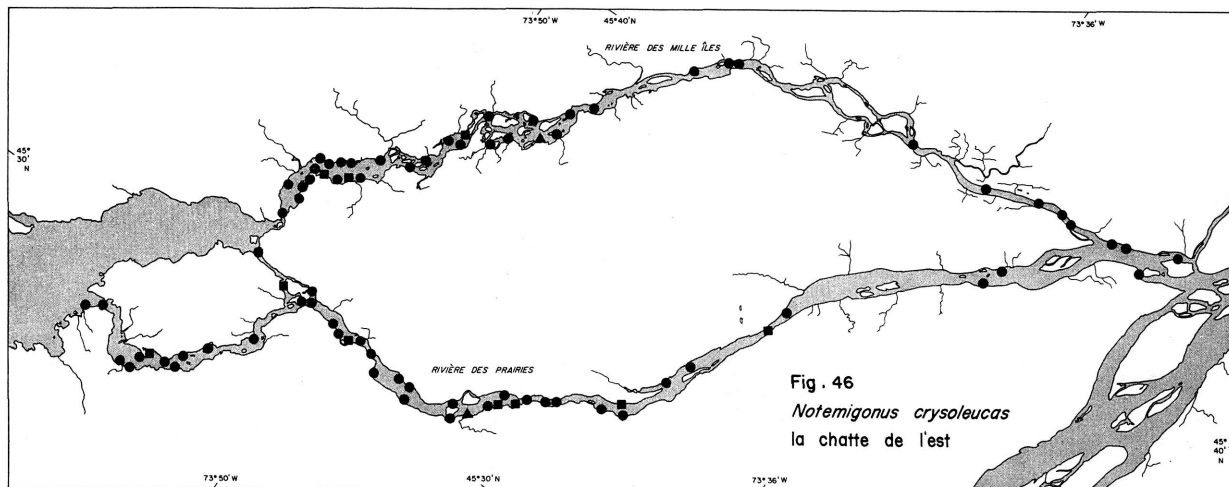 73° 50' W
45° 40' N
73° 36' W
RIVIÈRE DES MILLE ÎLES
45°
30'
N
RIVIÈRE DES PRAIRIES
Fig. 46
Notemigonus crysoleucas
la chatte de l'est
45°
40'
N
73° 50' W
45° 30' N
73° 36' W